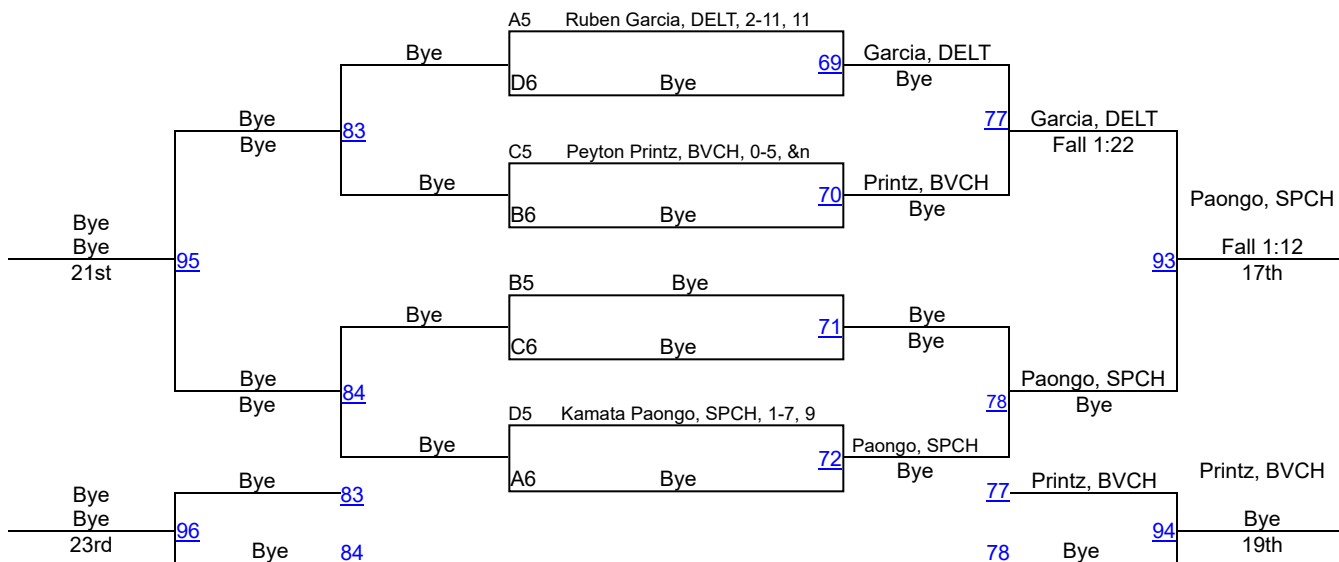 A5 Ruben Garcia, DELT, 2-11, 11
Bye 69 Garcia, DELT
D6 Bye Bye
Bye 83 77 Garcia, DELT
Bye Fall 1:22
C5 Peyton Printz, BVCH, 0-5, &n
Bye 70 Printz, BVCH
B6 Bye Bye
Paongo, SPCH
Bye
Bye 95 93 Fall 1:12
21st 17th
B5 Bye
Bye 71 Bye
C6 Bye Bye
Bye 84 78 Paongo, SPCH
Bye Bye
D5 Kamata Paongo, SPCH, 1-7, 9
Bye 72 Paongo, SPCH
A6 Bye Bye
Bye 83 77 Printz, BVCH Printz, BVCH
Bye
Bye 96 94 Bye
23rd 19th
Bye 84 78 Bye